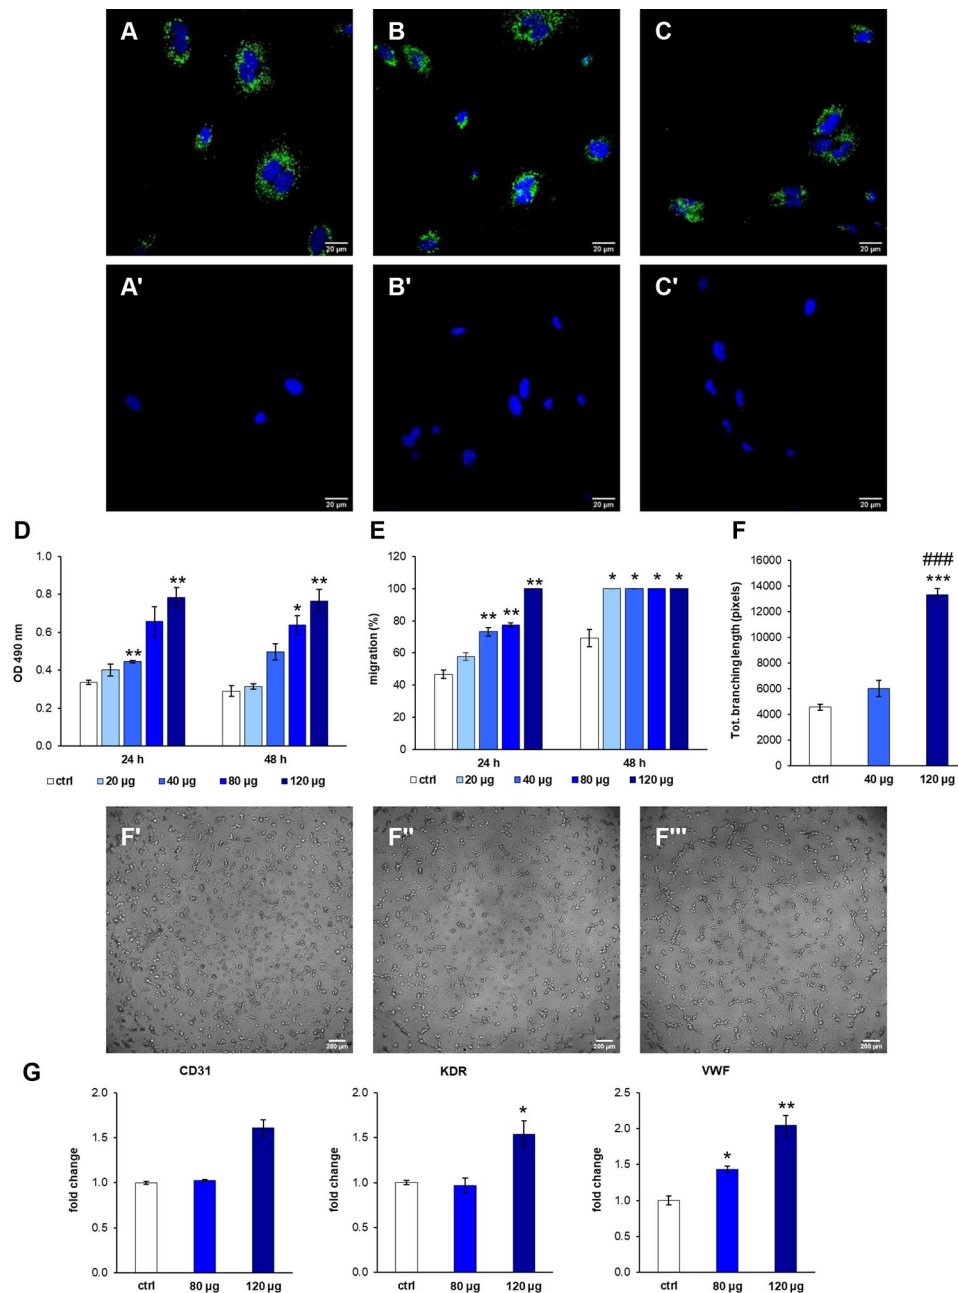 A
B
C
20 µm
20 µm
20 µm
A'
B'
C'
20 µm
20 µm
20 µm
D
OD 490 nm
1.0
0.8
0.6
0.4
0.2
0.0
**
**
*
**
24 h
48 h
ctrl 20 µg 40 µg 80 µg 120 µg
E
migration (%)
120
100
80
60
40
20
0
** ** ** * * * *
24 h
48 h
ctrl 20 µg 40 µg 80 µg 120 µg
F
Tot. branching length (pixels)
16000
14000
12000
10000
8000
6000
4000
2000
0
###
***
ctrl 40 µg 120 µg
F'
F''
F'''
200 µm
200 µm
200 µm
G
CD31
fold change
2.0
1.5
1.0
0.5
0.0
ctrl 80 µg 120 µg
KDR
fold change
2.0
1.5
1.0
0.5
0.0
*
ctrl 80 µg 120 µg
VWF
fold change
2.5
2.0
1.5
1.0
0.5
0.0
*
**
ctrl 80 µg 120 µg